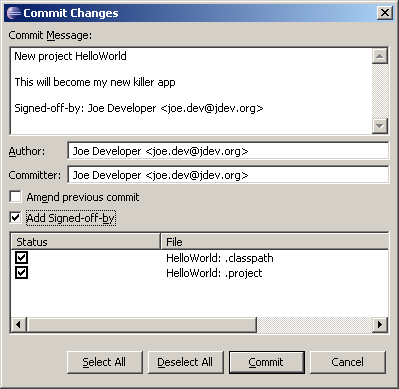 Commit Changes
Commit Message:
New project HelloWorld
This will become my new killer app
Signed-off-by: Joe Developer <joe.dev@jdev.org>
Author: Joe Developer <joe.dev@jdev.org>
Committer: Joe Developer <joe.dev@jdev.org>
Amend previous commit
Add Signed-off-by
Status File
HelloWorld: .classpath
HelloWorld: .project
Select All Deselect All Commit Cancel